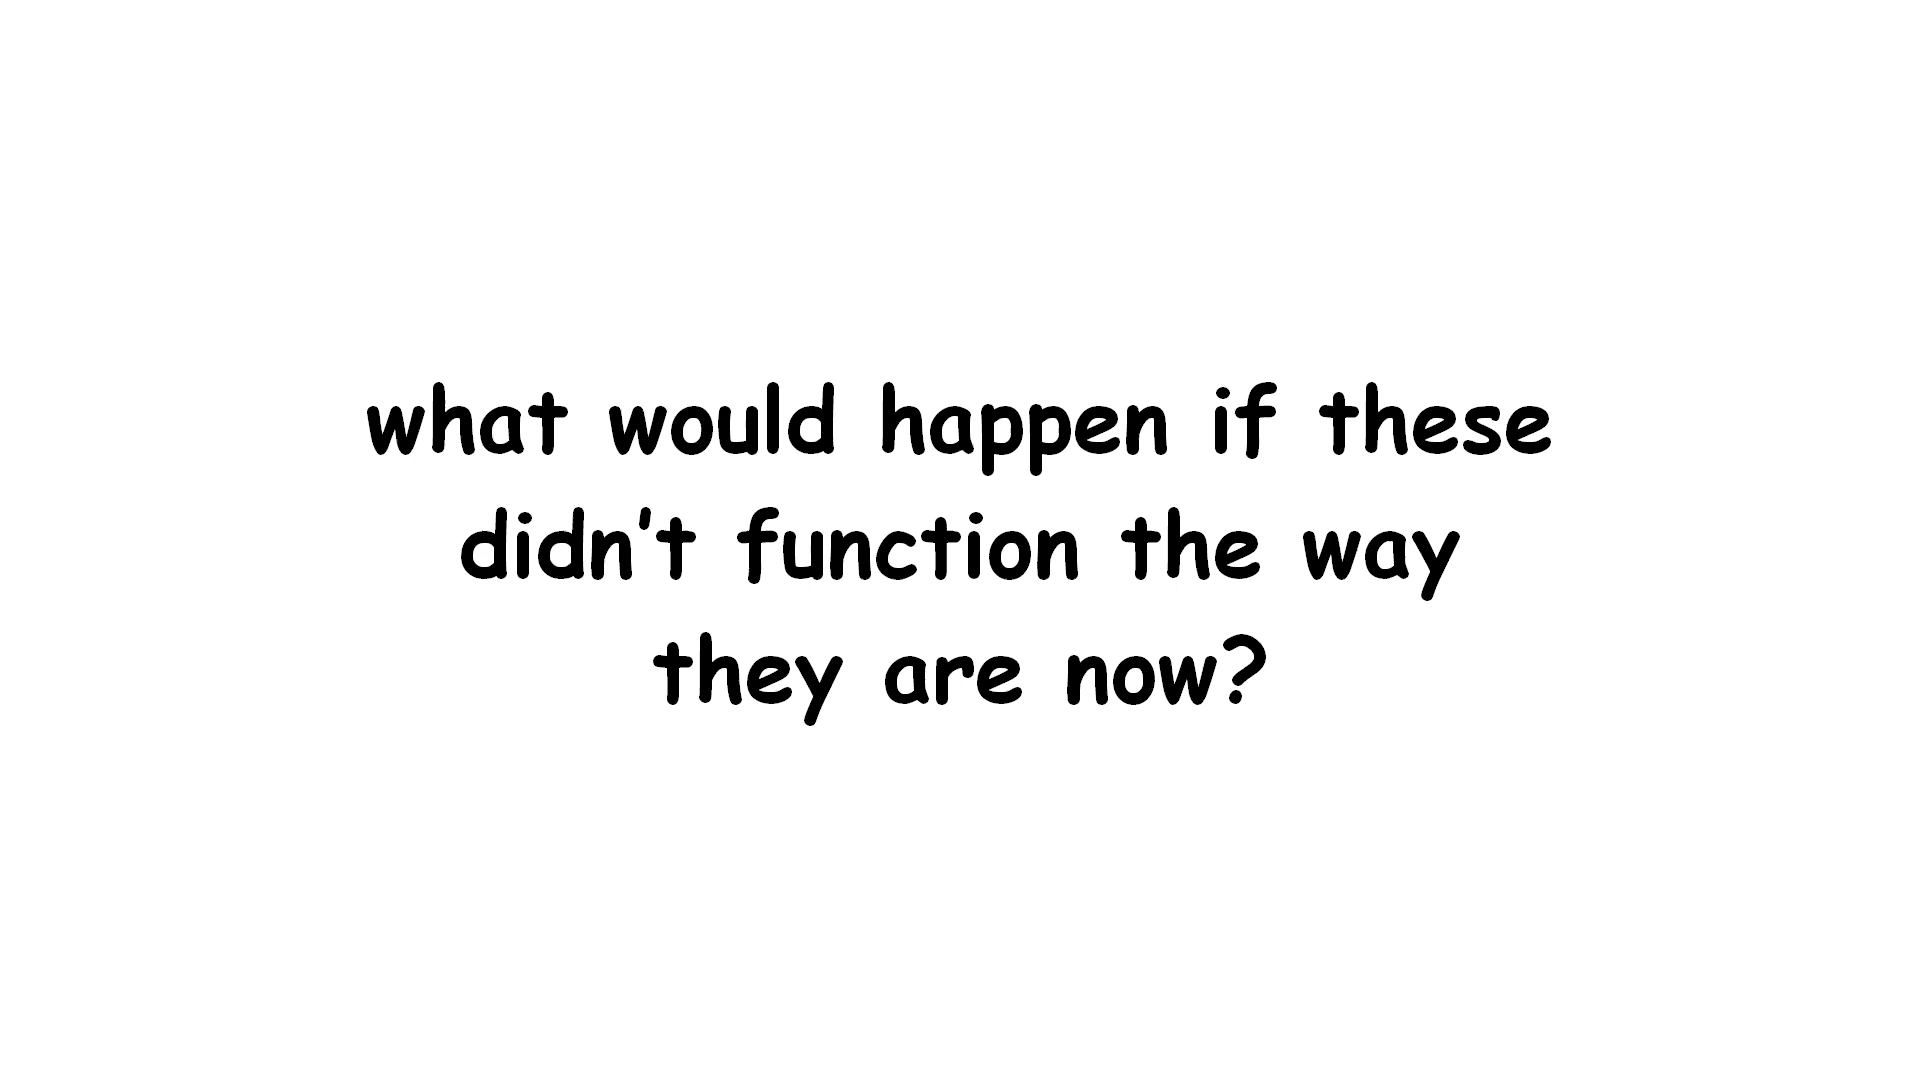 what would happen if these
didn't function the way
they are now?